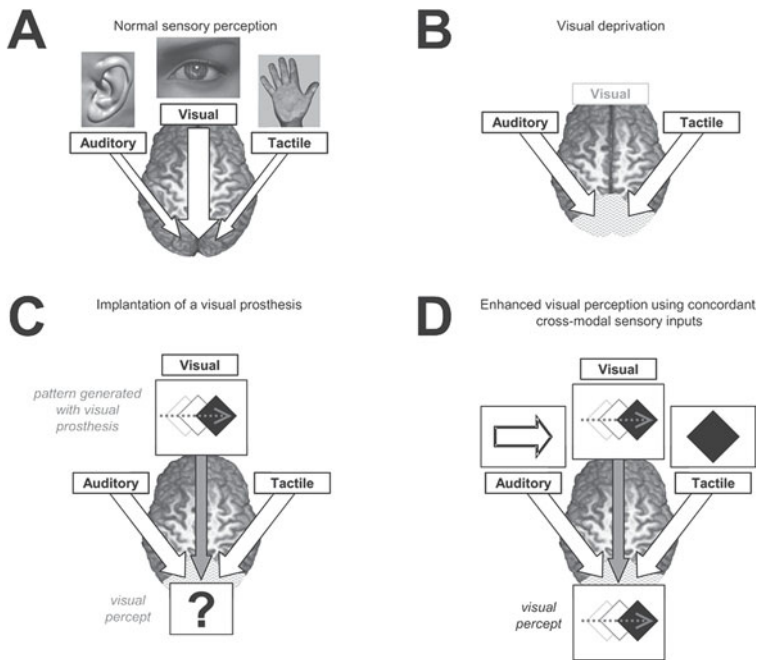 A
Normal sensory perception
Visual
Auditory
Tactile
B
Visual deprivation
Visual
Auditory
Tactile
C
Implantation of a visual prosthesis
Visual
pattern generated
with visual
prosthesis
Auditory
Tactile
visual
percept
?
D
Enhanced visual perception using concordant
cross-modal sensory inputs
Visual
Auditory
Tactile
visual
percept